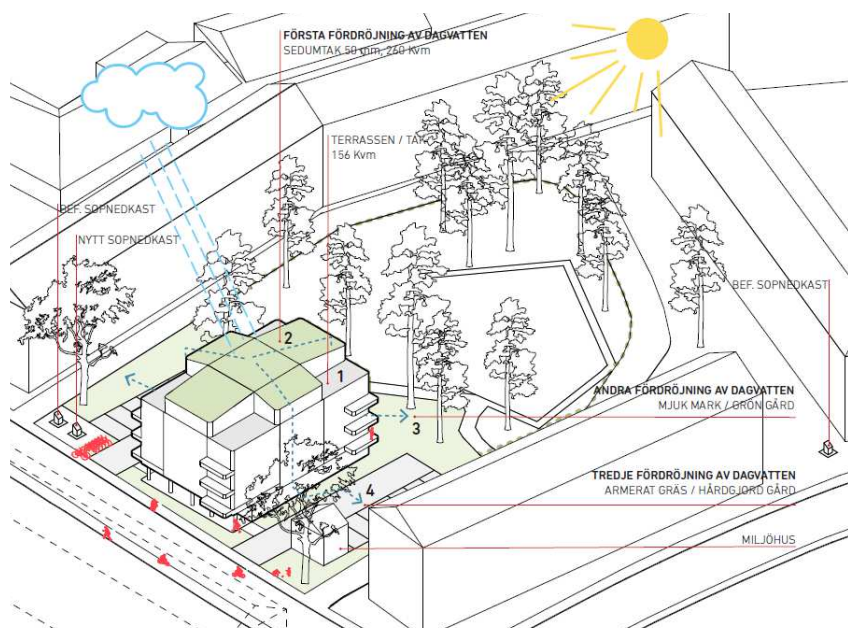 FÖRSTA FÖRDRÖJNING AV DAGVATTEN
SEDUMTAK 50 mm, 260 Kvm
TERRASSEN / TAK
156 Kvm
BEF. SOPNEDKAST
NYTT SOPNEDKAST
BEF. SOPNEDKAST
2
1
ANDRA FÖRDRÖJNING AV DAGVATTEN
MJUK MARK / GRÖN GÅRD
3
TREDJE FÖRDRÖJNING AV DAGVATTEN
ARMERAT GRÄS / HÅRDGJORD GÅRD
4
MILJÖHUS